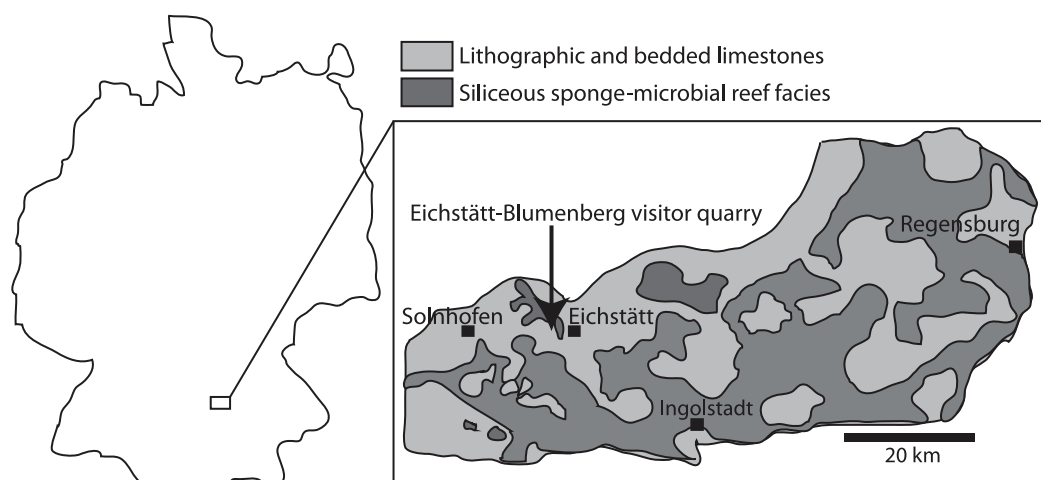 Lithographic and bedded limestones
Siliceous sponge-microbial reef facies
Eichstätt-Blumenberg visitor quarry
Regensburg
Solnhofen
Eichstätt
Ingolstadt
20 km